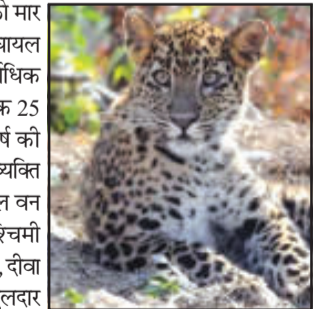 मार
घायल
धिक
25
र्ष की
व्यक्ति
वन
श्चिमी
, दीवा
लदार